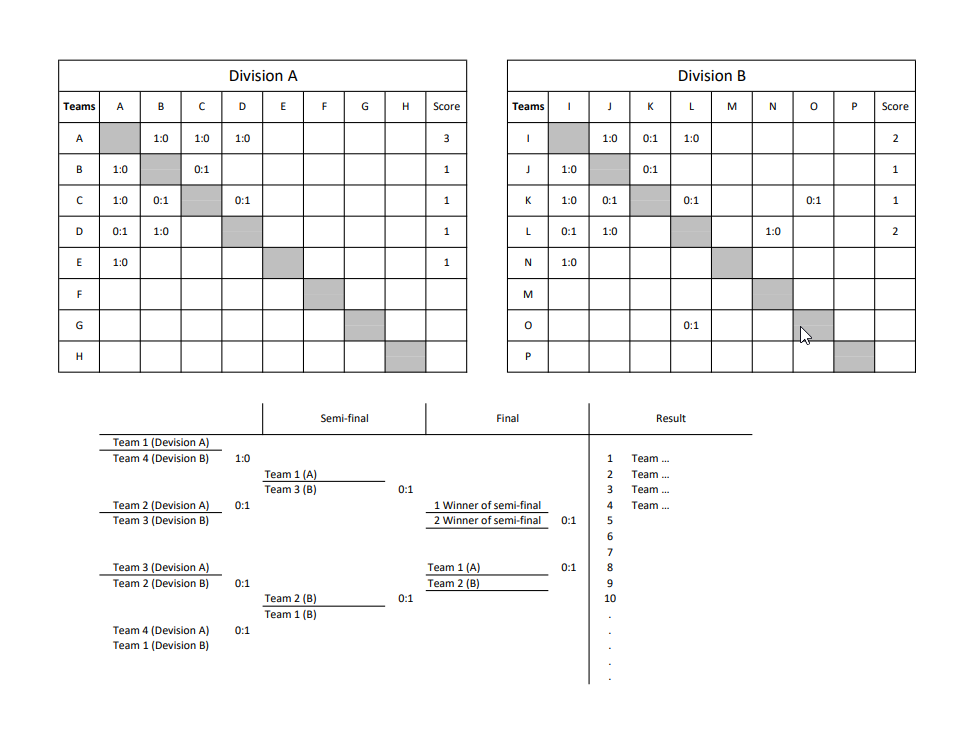 Division A
Teams A B C D E F G H Score
A 1:0 1:0 1:0 3
B 1:0 0:1 1
C 1:0 0:1 0:1 1
D 0:1 1:0 1
E 1:0 1
F
G
H
Division B
Teams I J K L M N O P Score
I 1:0 0:1 1:0 2
J 1:0 0:1 1
K 1:0 0:1 0:1 0:1 1
L 0:1 1:0 1:0 2
N 1:0
M
O 0:1
P
Semi-final Final Result
Team 1 (Devision A)
Team 4 (Devision B) 1:0 1 Team ...
Team 1 (A) 2 Team ...
Team 3 (B) 0:1 3 Team ...
Team 2 (Devision A) 0:1 1 Winner of semi-final 4 Team ...
Team 3 (Devision B) 2 Winner of semi-final 0:1 5
6
7
Team 3 (Devision A) Team 1 (A) 0:1 8
Team 2 (Devision B) 0:1 Team 2 (B) 9
Team 2 (B) 0:1 10
Team 1 (B) .
Team 4 (Devision A) 0:1 .
Team 1 (Devision B) .
.
.